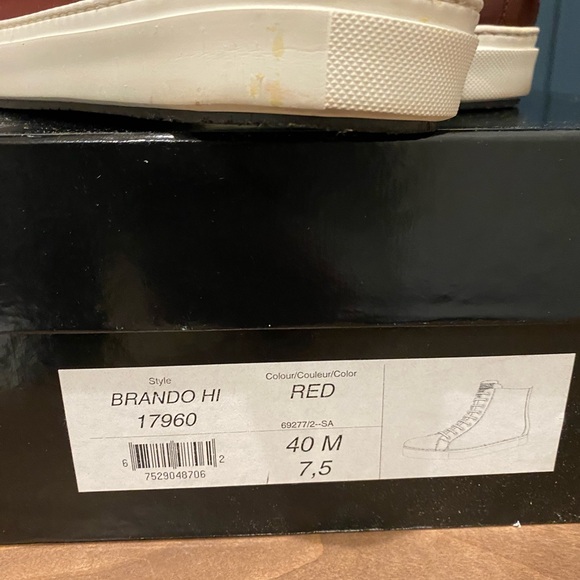 Style
BRANDO HI
17960
Colour/Couleur/Color
RED
69277/2--SA
40 M
7,5
6 7529048706 2